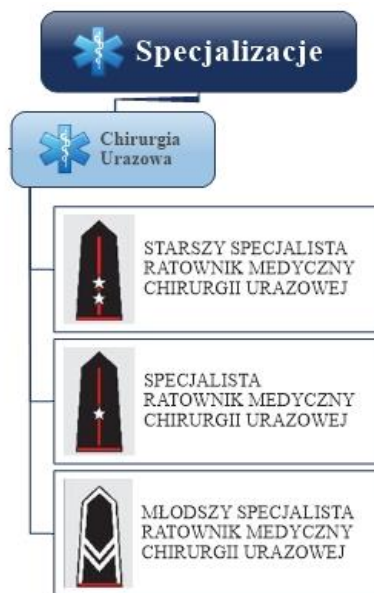 Specjalizacje
Chirurgia
Urazowa
STARSZY SPECJALISTA
RATOWNIK MEDYCZNY
CHIRURGII URAZOWEJ
SPECJALISTA
RATOWNIK MEDYCZNY
CHIRURGII URAZOWEJ
MŁODSZY SPECJALISTA
RATOWNIK MEDYCZNY
CHIRURGII URAZOWEJ